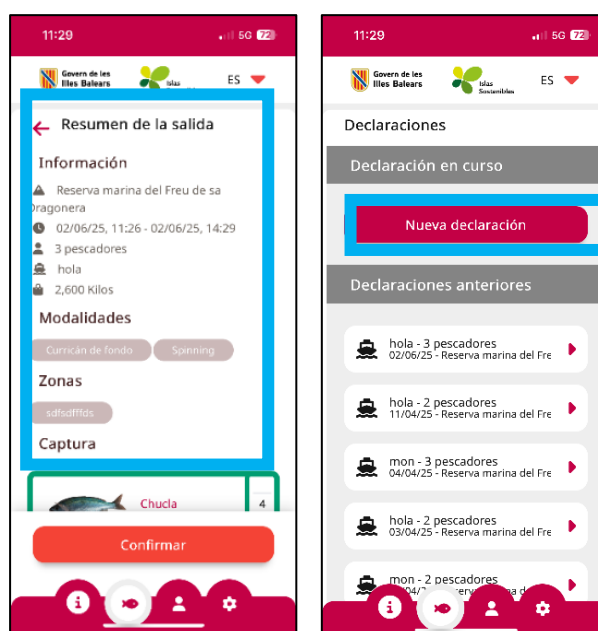 11:29
5G 72
Govern de les
Illes Balears
Islas
ES
Resumen de la salida
Información
Reserva marina del Freu de sa
Dragonera
02/06/25, 11:26 - 02/06/25, 14:29
3 pescadores
hola
2,600 Kilos
Modalidades
Curricán de fondo
Spinning
Zonas
sdfsdfffds
Captura
Chucla
4
Confirmar
11:29
5G 72
Govern de les
Illes Balears
Islas
Sostenibles
ES
Declaraciones
Declaración en curso
Nueva declaración
Declaraciones anteriores
hola - 3 pescadores
02/06/25 - Reserva marina del Fre
hola - 2 pescadores
11/04/25 - Reserva marina del Fre
mon - 3 pescadores
04/04/25 - Reserva marina del Fre
hola - 2 pescadores
03/04/25 - Reserva marina del Fre
mon - 2 pescadores